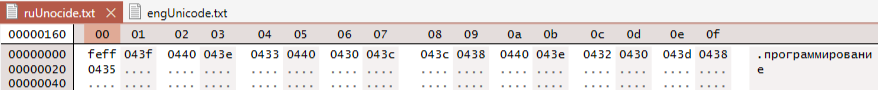 ruUnocide.txt engUnicode.txt
00000160 00 01 02 03 04 05 06 07 08 09 0a 0b 0c 0d 0e 0f
00000000 feff 043f 0440 043e 0433 0440 0430 043c 043c 0438 0440 043e 0432 0430 043d 0438 .программировани
00000020 0435 .... .... .... .... .... .... .... .... .... .... .... .... .... .... .... е
00000040 .... .... .... .... .... .... .... .... .... .... .... .... .... .... .... ....